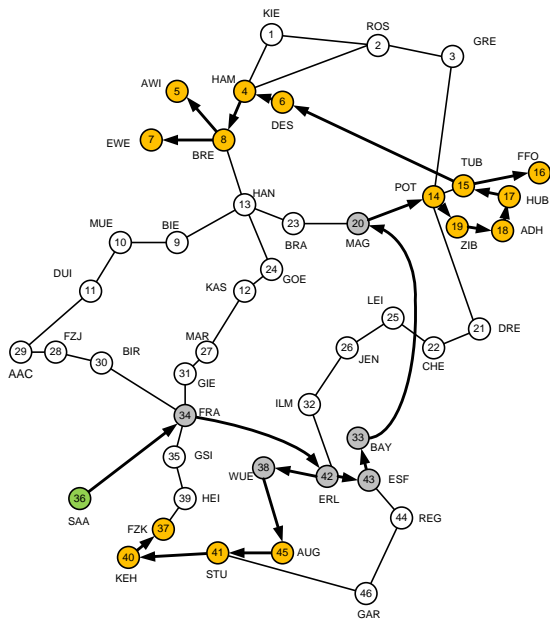 KIE
1
ROS
2
GRE
3
AWI
5
HAM
4
6
DES
EWE
7
8
BRE
TUB
15
FFO
16
POT
14
17
HUB
HAN
13
19
ZIB
18
ADH
MUE
10
BIE
9
23
BRA
20
MAG
24
GOE
KAS
12
DUI
11
LEI
25
21
DRE
MAR
27
26
JEN
22
CHE
29
AAC
FZJ
28
BIR
30
31
GIE
ILM
32
34
FRA
33
BAY
35
GSI
WUE
38
42
ERL
43
ESF
36
SAA
39
HEI
44
REG
FZK
37
40
KEH
41
STU
45
AUG
46
GAR